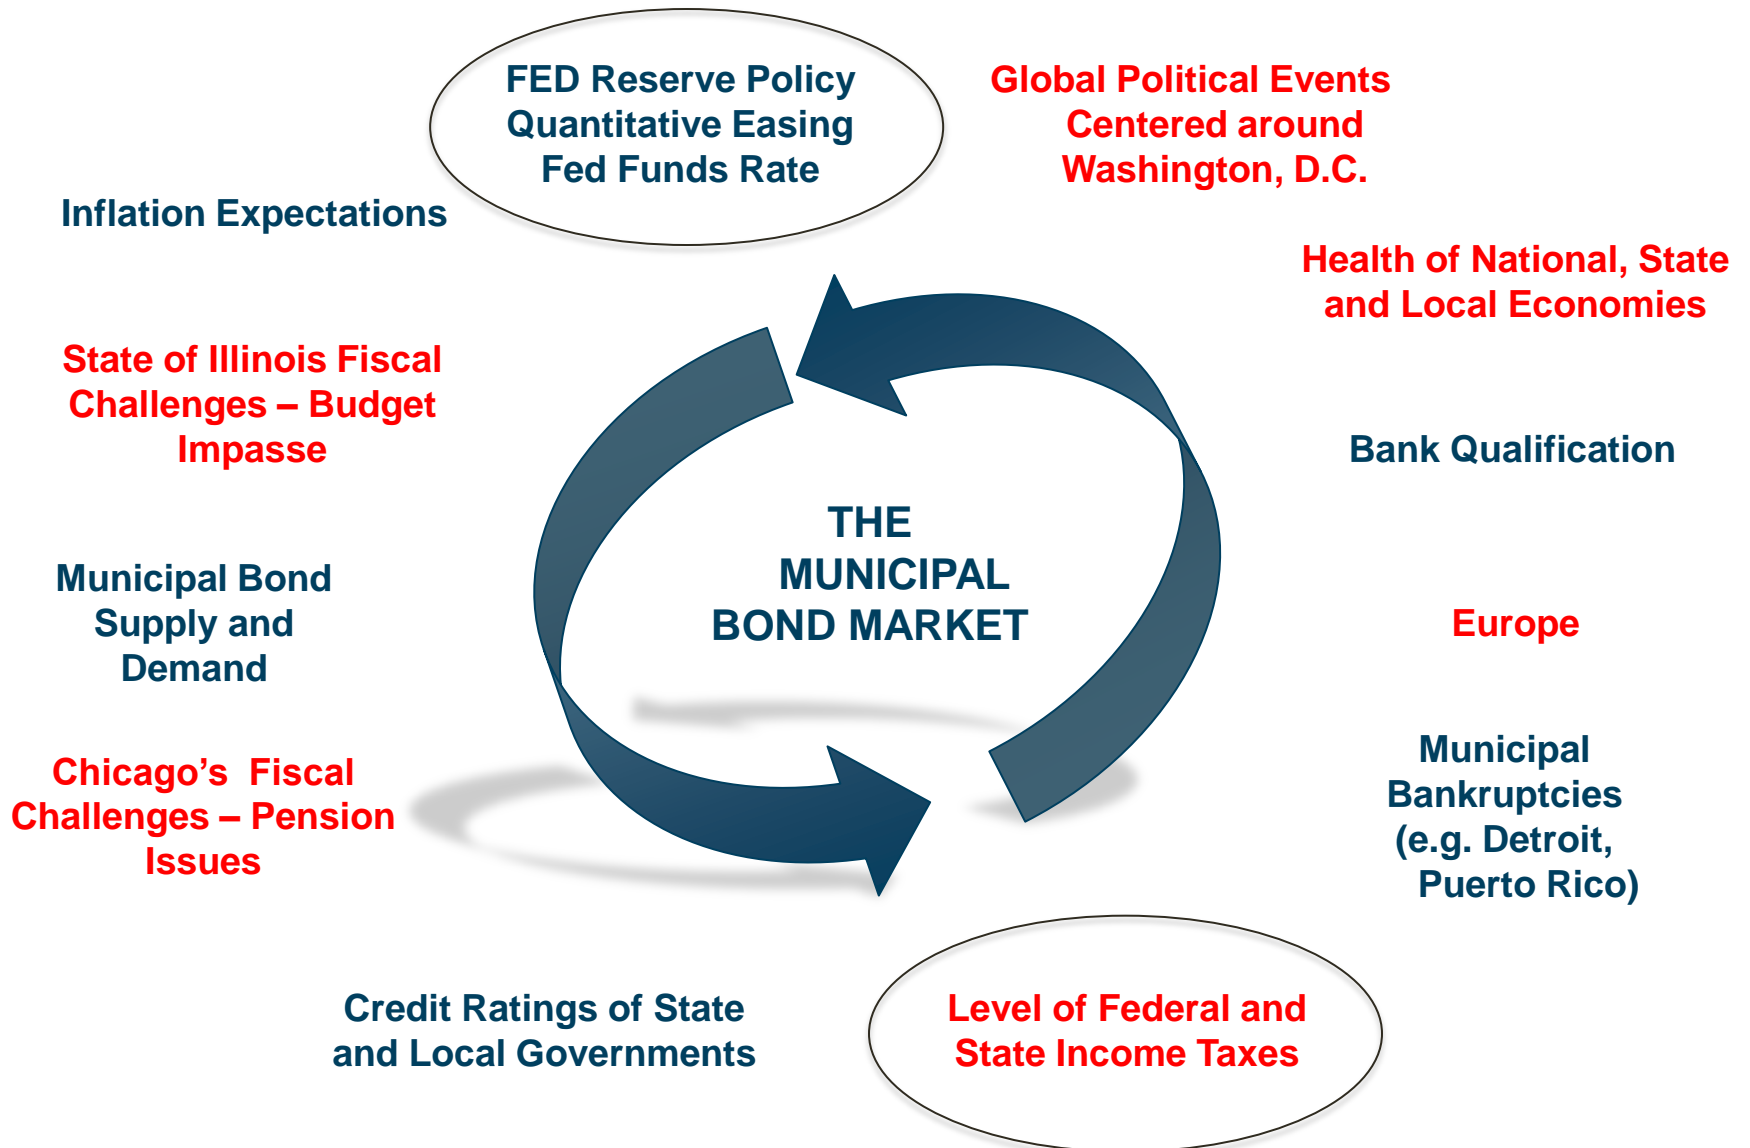 FED Reserve Policy
Quantitative Easing
Fed Funds Rate
Global Political Events
Centered around
Washington, D.C.
Inflation Expectations
Health of National, State
and Local Economies
State of Illinois Fiscal
Challenges – Budget
Impasse
Bank Qualification
THE
MUNICIPAL
BOND MARKET
Municipal Bond
Supply and
Demand
Europe
Chicago’s  Fiscal
Challenges – Pension
Issues
Municipal
Bankruptcies
(e.g. Detroit,
Puerto Rico)
Credit Ratings of State
and Local Governments
Level of Federal and
State Income Taxes